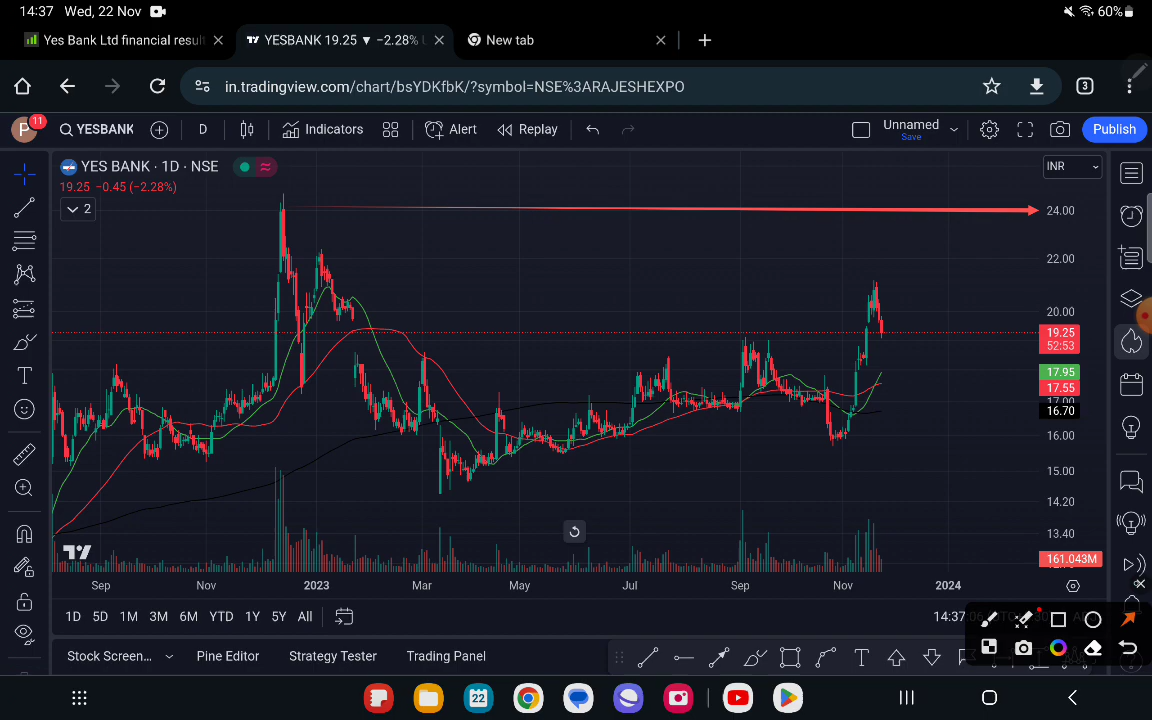 14:37 Wed, 22 Nov
60%
Yes Bank Ltd financial result
YESBANK 19.25 ▼ −2.28%
New tab
in.tradingview.com/chart/bsYDKfbK/?symbol=NSE%3ARAJESHEXPO
3
P
11
YESBANK
D
Indicators
Alert
Replay
Unnamed
Save
Publish
YES BANK · 1D · NSE
INR
19.25 −0.45 (−2.28%)
2
24.00
22.00
20.00
19.25
52:53
17.95
17.55
16.70
16.00
15.00
14.20
13.40
161.043M
Sep
Nov
2023
Mar
May
Jul
Sep
Nov
2024
1D
5D
1M
3M
6M
YTD
1Y
5Y
All
14:37:06
Stock Screen...
Pine Editor
Strategy Tester
Trading Panel
22